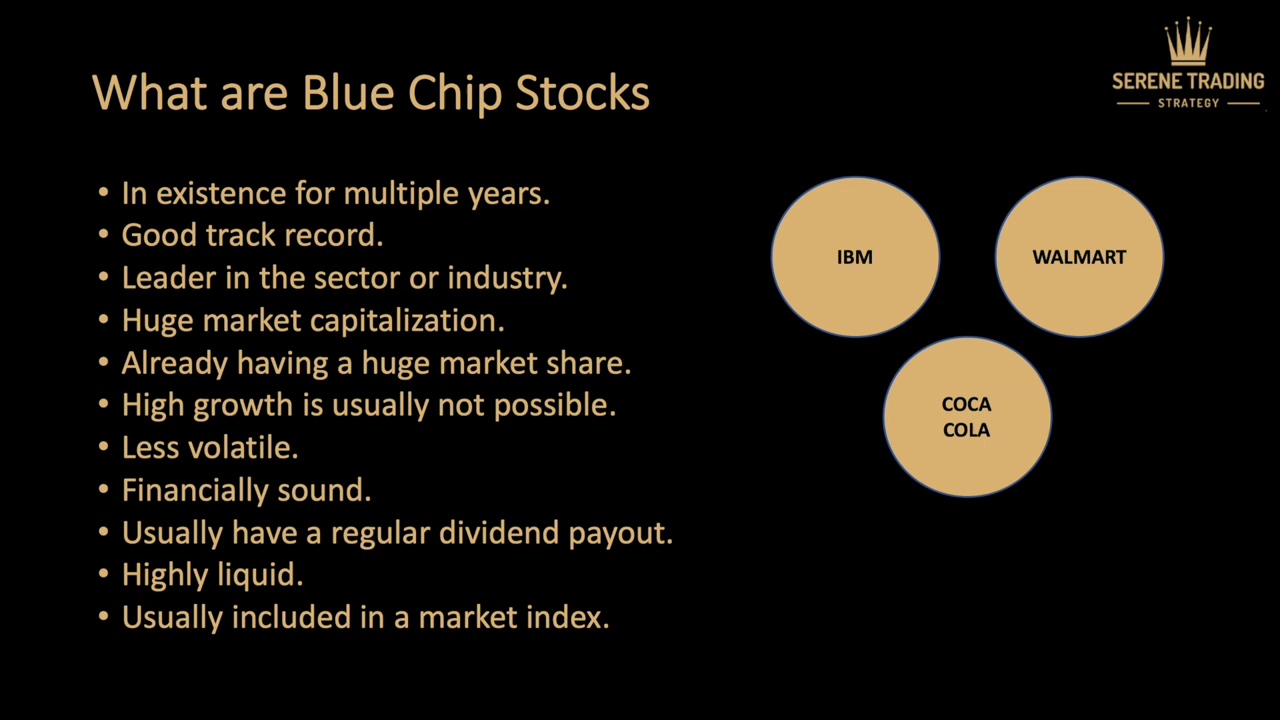 What are Blue Chip Stocks
SERENE TRADING
STRATEGY
• In existence for multiple years.
• Good track record.
• Leader in the sector or industry.
• Huge market capitalization.
• Already having a huge market share.
• High growth is usually not possible.
• Less volatile.
• Financially sound.
• Usually have a regular dividend payout.
• Highly liquid.
• Usually included in a market index.
IBM
WALMART
COCA
COLA